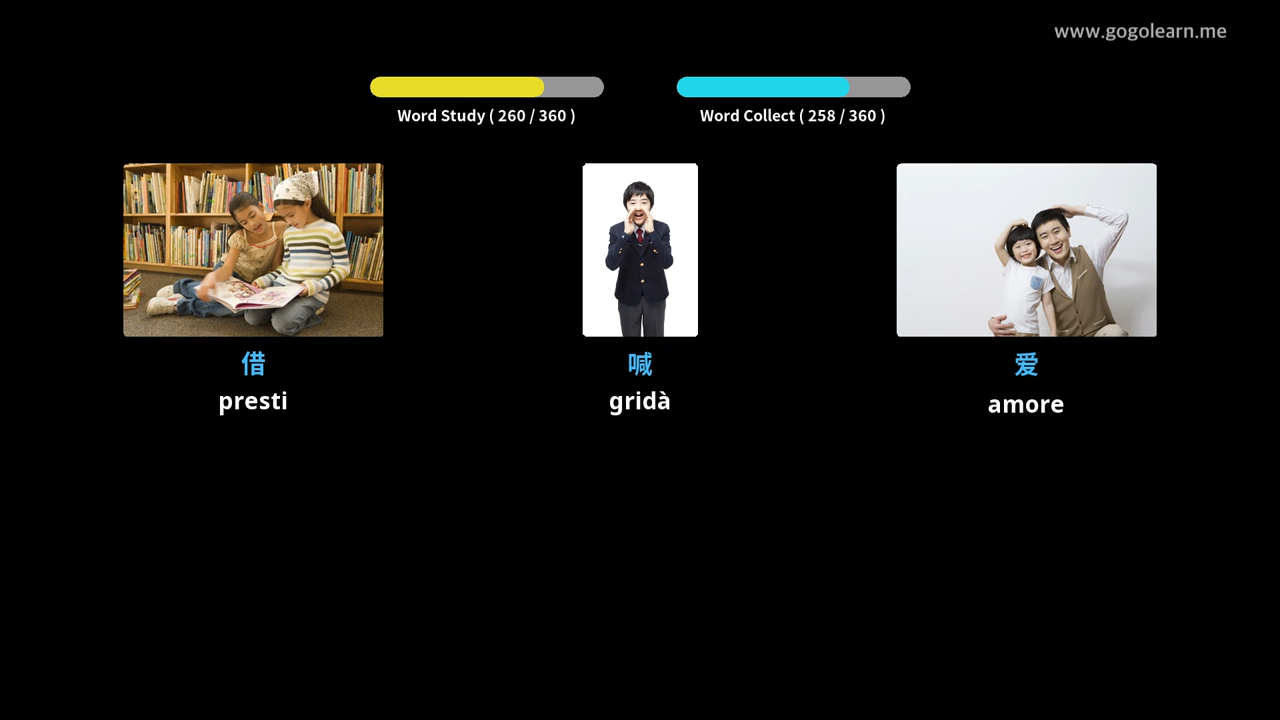 www.gogolearn.me
Word Study ( 260 / 360 )
Word Collect ( 258 / 360 )
借
presti
喊
gridà
爱
amore